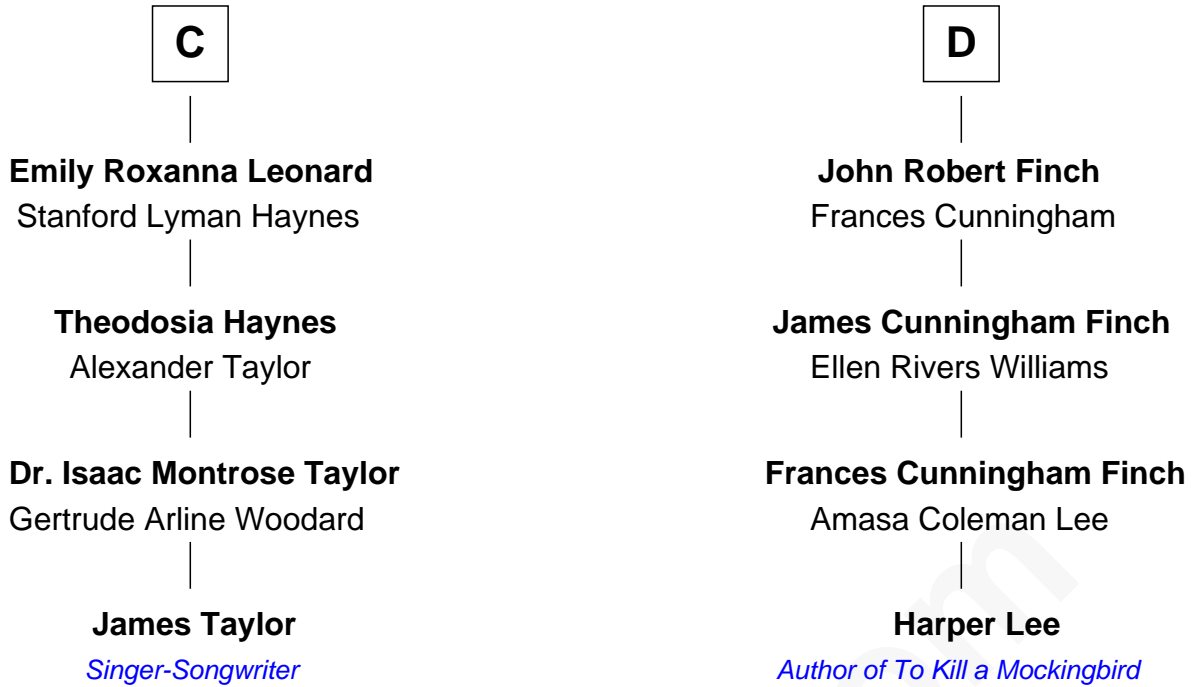 C
Emily Roxanna Leonard
Stanford Lyman Haynes
Theodosia Haynes
Alexander Taylor
Dr. Isaac Montrose Taylor
Gertrude Arline Woodard
James Taylor
Singer-Songwriter
D
John Robert Finch
Frances Cunningham
James Cunningham Finch
Ellen Rivers Williams
Frances Cunningham Finch
Amasa Coleman Lee
Harper Lee
Author of To Kill a Mockingbird